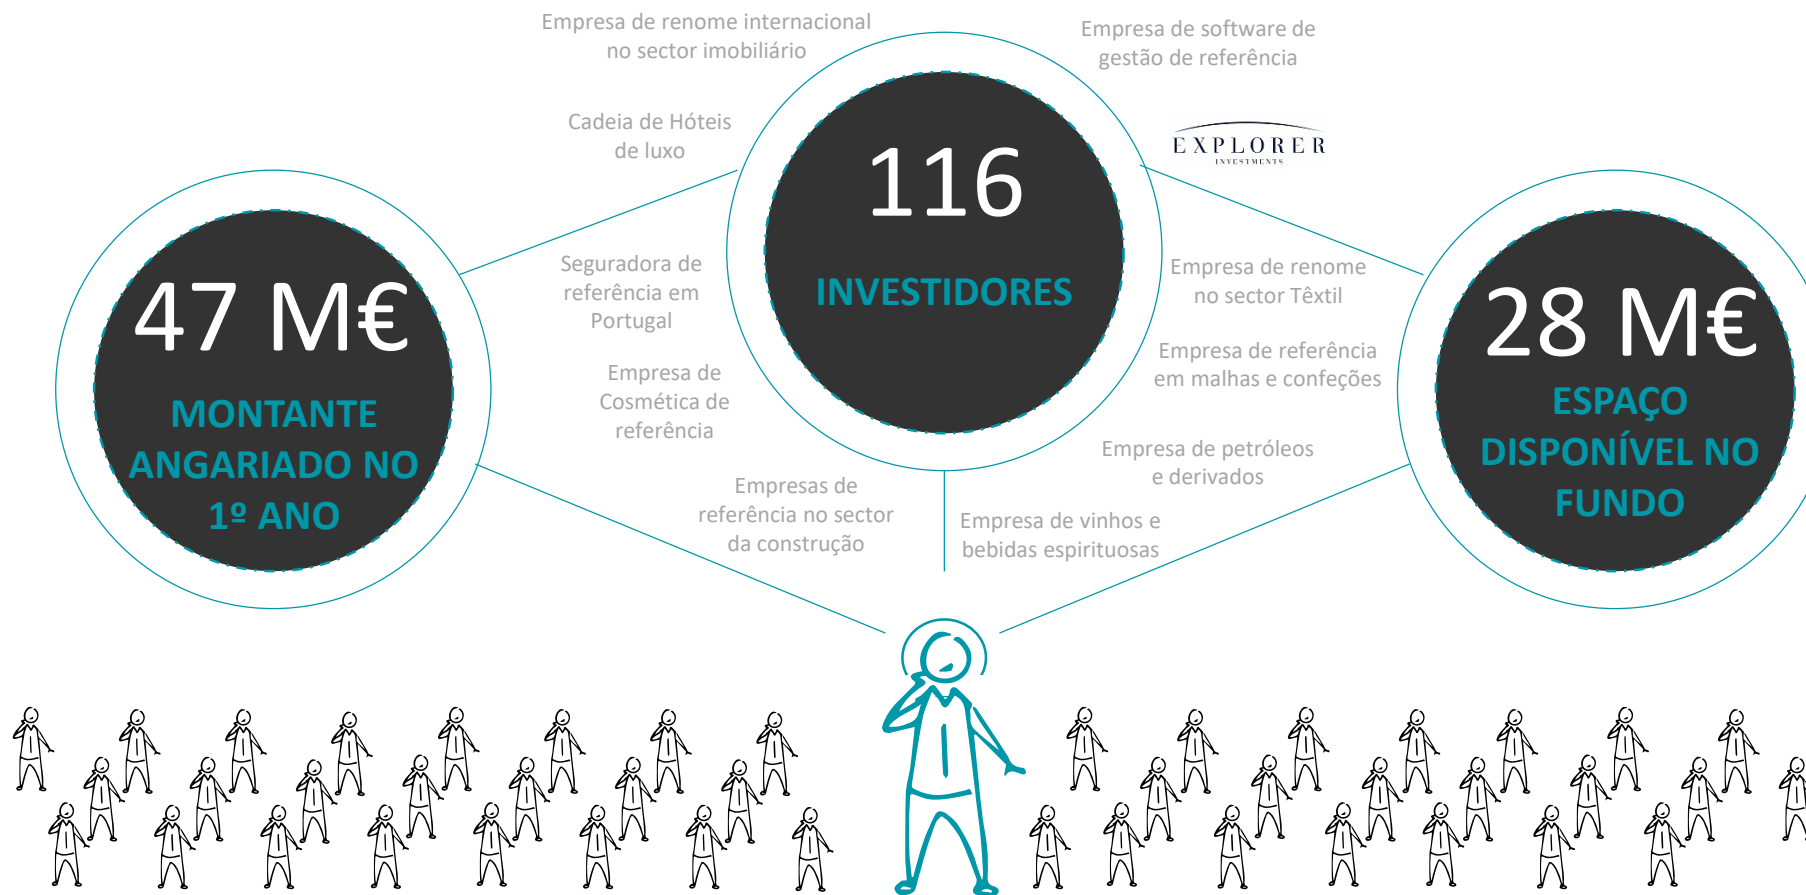 Empresa de renome internacional
no sector imobiliário
Empresa de software de
gestão de referência
Cadeia de Hóteis
de luxo
EXPLORER
INVESTMENTS
116
INVESTIDORES
47 M€
MONTANTE
ANGARIADO NO
1º ANO
Seguradora de
referência em
Portugal
Empresa de renome
no sector Têxtil
28 M€
ESPAÇO
DISPONÍVEL NO
FUNDO
Empresa de
Cosmética de
referência
Empresa de referência
em malhas e confeções
Empresas de
referência no sector
da construção
Empresa de petróleos
e derivados
Empresa de vinhos e
bebidas espirituosas